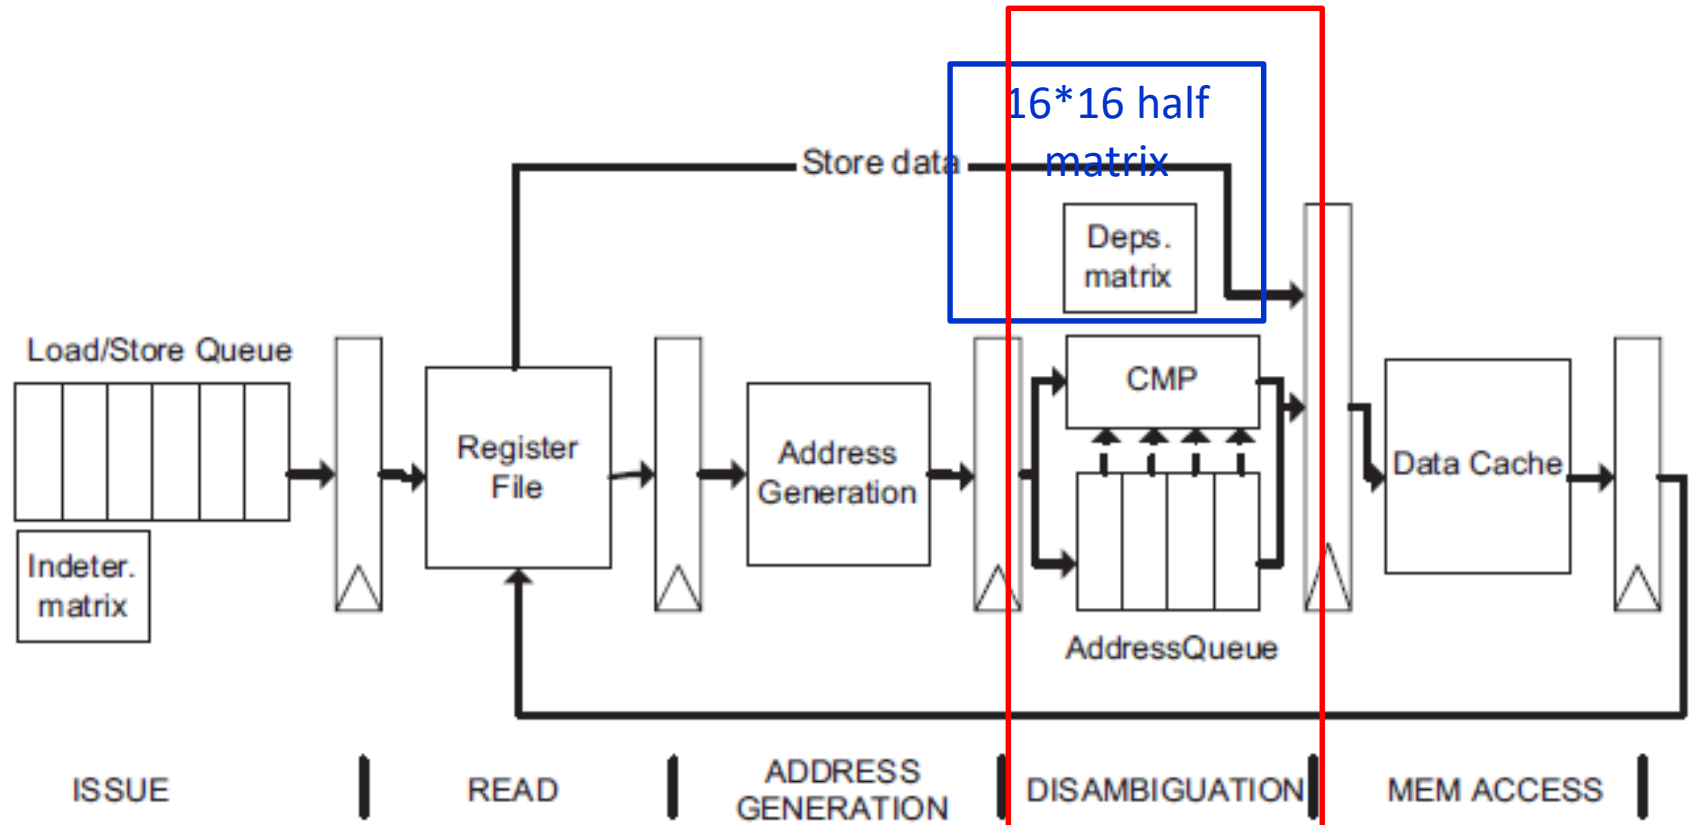 16*16 half
matrix
Store data
Deps.
matrix
Load/Store Queue
CMP
Register
File
Address
Generation
Data Cache
Indeter.
matrix
AddressQueue
ISSUE
READ
ADDRESS
GENERATION
DISAMBIGUATION
MEM ACCESS